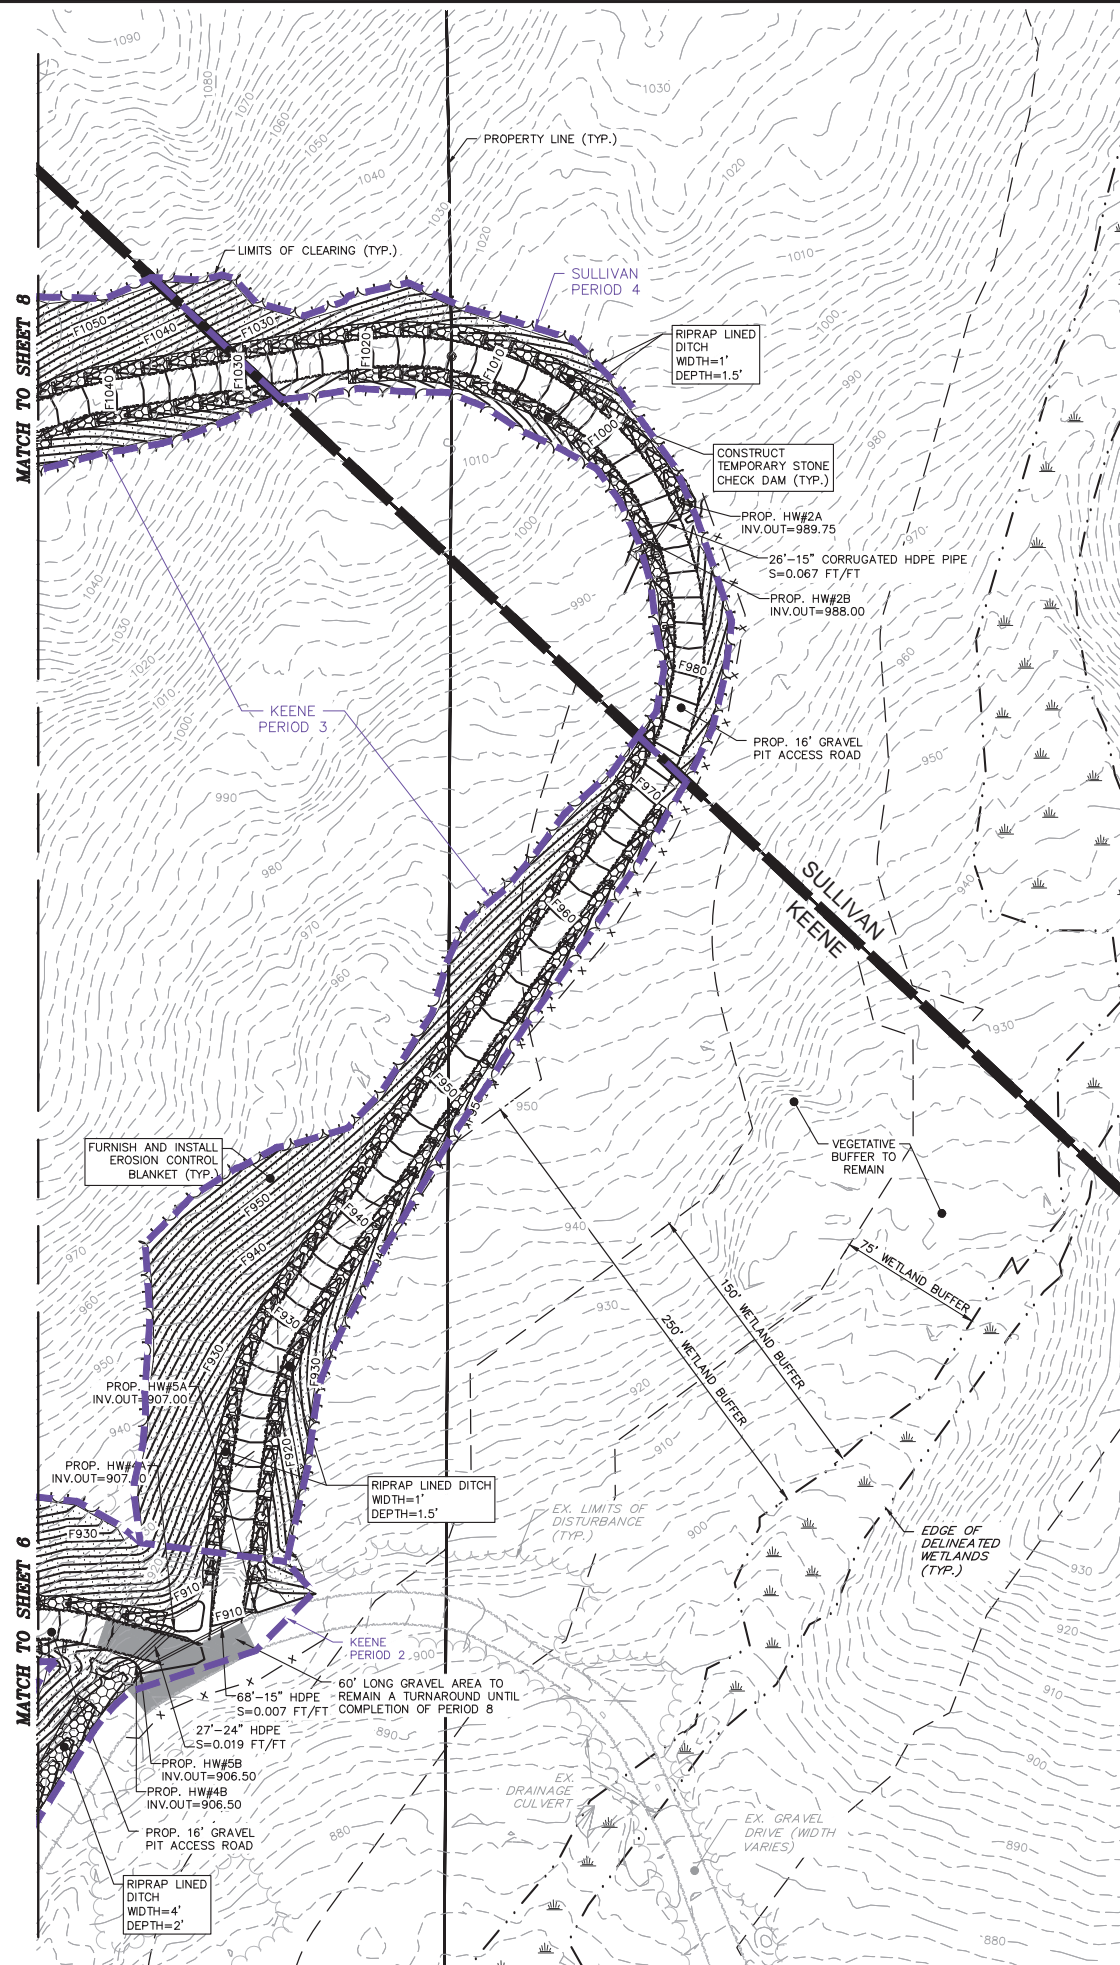 1090
1080
1070
1060
1050
1040
1030
1030
1020
1030
1020
1010
1000
990
980
970
960
950
940
930
PROPERTY LINE (TYP.)
LIMITS OF CLEARING (TYP.)
SULLIVAN
PERIOD 4
MATCH TO SHEET 8
F1050
F1040
F1030
F1040
F1030
F1020
F1010
F1000
RIPRAP LINED
DITCH
WIDTH=1'
DEPTH=1.5'
CONSTRUCT
TEMPORARY STONE
CHECK DAM (TYP.)
PROP. HW#2A
INV.OUT=989.75
26'-15" CORRUGATED HDPE PIPE
S=0.067 FT/FT
PROP. HW#2B
INV.OUT=988.00
1010
1000
990
1040
1030
1020
1010
1000
990
980
970
960
F980
KEENE
PERIOD 3
PROP. 16' GRAVEL
PIT ACCESS ROAD
F970
F960
SULLIVAN
KEENE
F950
950
VEGETATIVE
BUFFER TO
REMAIN
FURNISH AND INSTALL
EROSION CONTROL
BLANKET (TYP.
F950
F940
F940
F930
F930
F930
F920
970
960
950
940
940
930
920
910
900
75' WETLAND BUFFER
150' WETLAND BUFFER
250' WETLAND BUFFER
PROP. HW#5A
INV.OUT=907.00
PROP. HW#4A
INV.OUT=907.
RIPRAP LINED DITCH
WIDTH=1'
DEPTH=1.5'
EX. LIMITS OF
DISTURBANCE
(TYP.)
EDGE OF
DELINEATED
WETLANDS
(TYP.)
MATCH TO SHEET 6
F930
F910
F910
KEENE
PERIOD 2
900
60' LONG GRAVEL AREA TO
REMAIN A TURNAROUND UNTIL
COMPLETION OF PERIOD 8
68'-15" HDPE
S=0.007 FT/FT
27'-24" HDPE
S=0.019 FT/FT
PROP. HW#5B
INV.OUT=906.50
PROP. HW#4B
INV.OUT=906.50
PROP. 16' GRAVEL
PIT ACCESS ROAD
RIPRAP LINED
DITCH
WIDTH=4'
DEPTH=2'
890
880
EX.
DRAINAGE
CULVERT
EX. GRAVEL
DRIVE (WIDTH
VARIES)
930
920
910
900
890
880